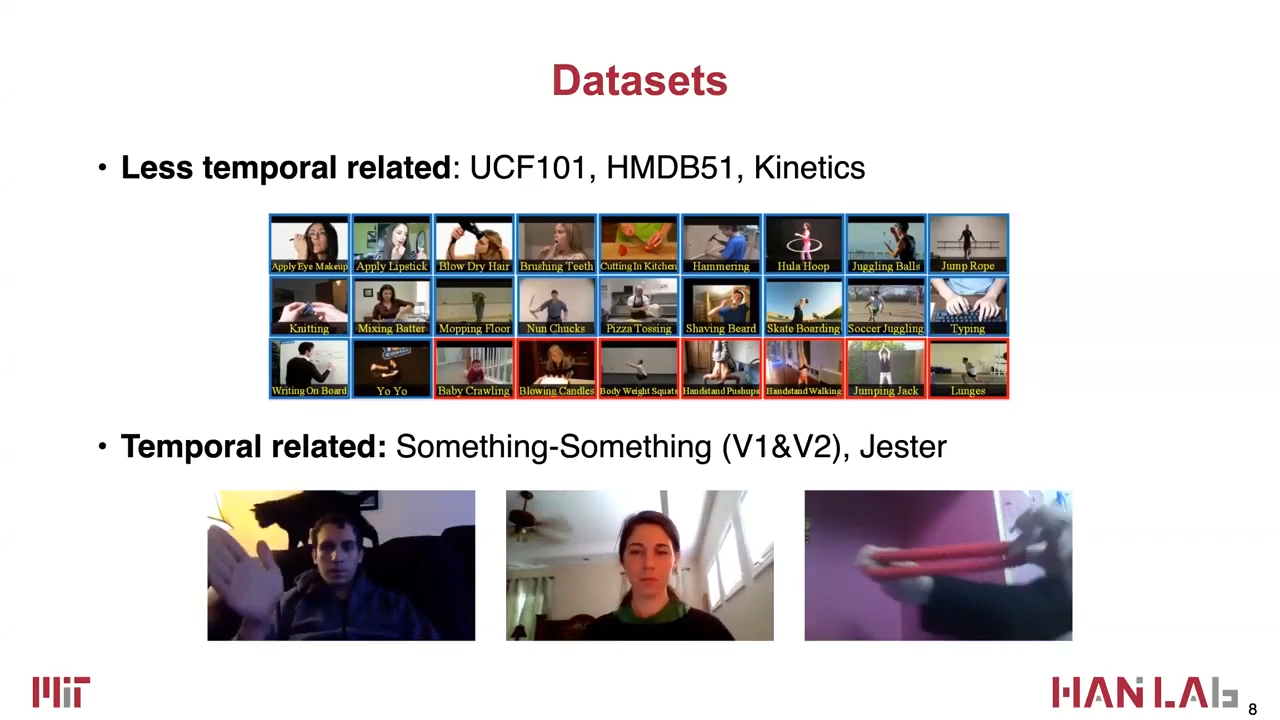 Datasets
• Less temporal related: UCF101, HMDB51, Kinetics
Apply Eye Makeup Apply Lipstick Blow Dry Hair Brushing Teeth Cutting In Kitchen Hammering Hula Hoop Juggling Balls Jump Rope
Knitting Mixing Batter Mopping Floor Nun Chucks Pizza Tossing Shaving Beard Skate Boarding Soccer Juggling Typing
Writing On Board Yo Yo Baby Crawling Blowing Candles Body Weight Squats Handstand Pushups Handstand Walking Jumping Jack Lunges
• Temporal related: Something-Something (V1&V2), Jester
MIT
HAN LAb
8